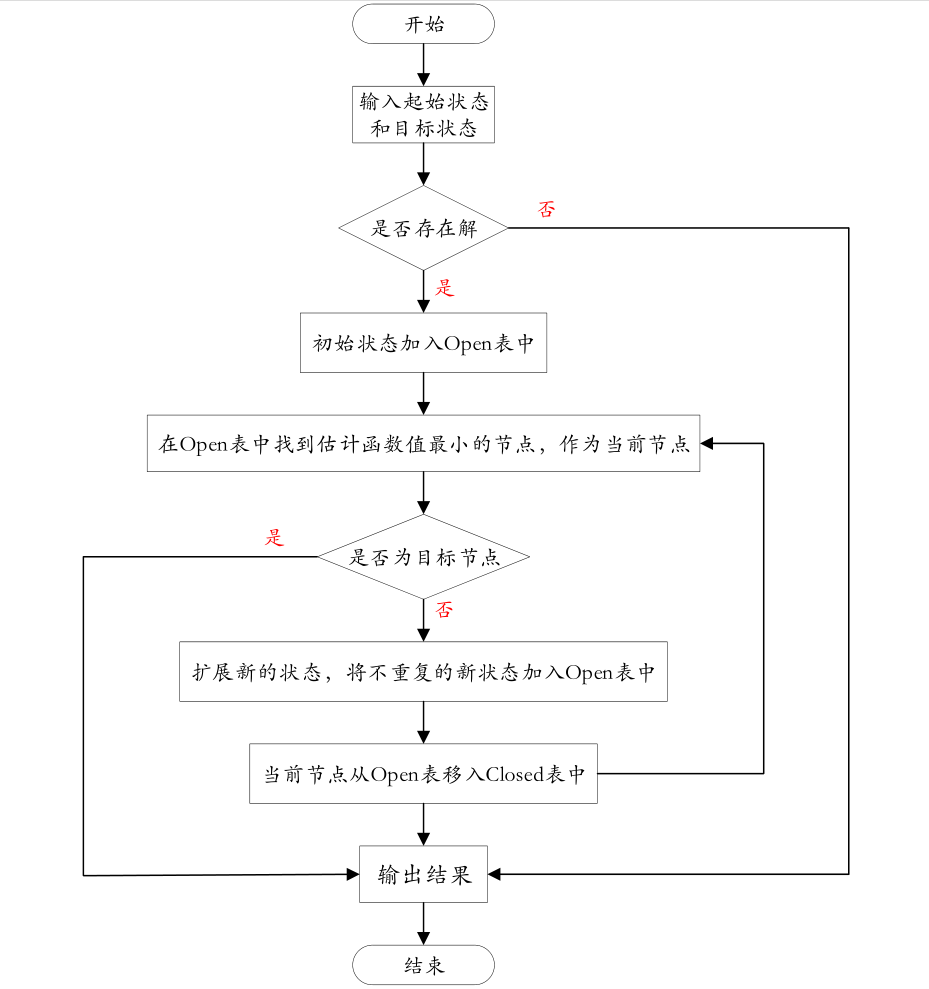 开始
输入起始状态
和目标状态
是否存在解
否
是
初始状态加入Open表中
在Open表中找到估计函数值最小的节点，作为当前节点
是否为目标节点
是
否
扩展新的状态，将不重复的新状态加入Open表中
当前节点从Open表移入Closed表中
输出结果
结束